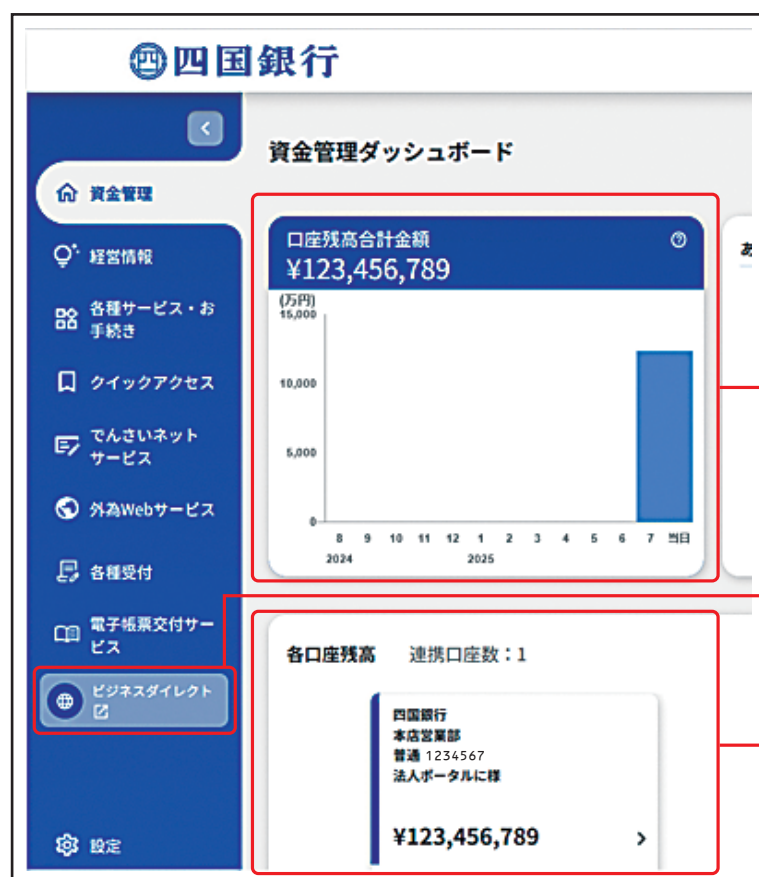 四国銀行
資金管理ダッシュボード
資金管理
経営情報
各種サービス・お
手続き
クイックアクセス
でんさいネット
サービス
外為Webサービス
各種受付
電子帳票交付サー
ビス
ビジネスダイレクト
設定
口座残高合計金額
¥123,456,789
(万円)
15,000
10,000
5,000
0
8 9 10 11 12 1 2 3 4 5 6 7 当日
2024 2025
あ
各口座残高 連携口座数：1
四国銀行
本店営業部
普通 1234567
法人ポータルに様
¥123,456,789